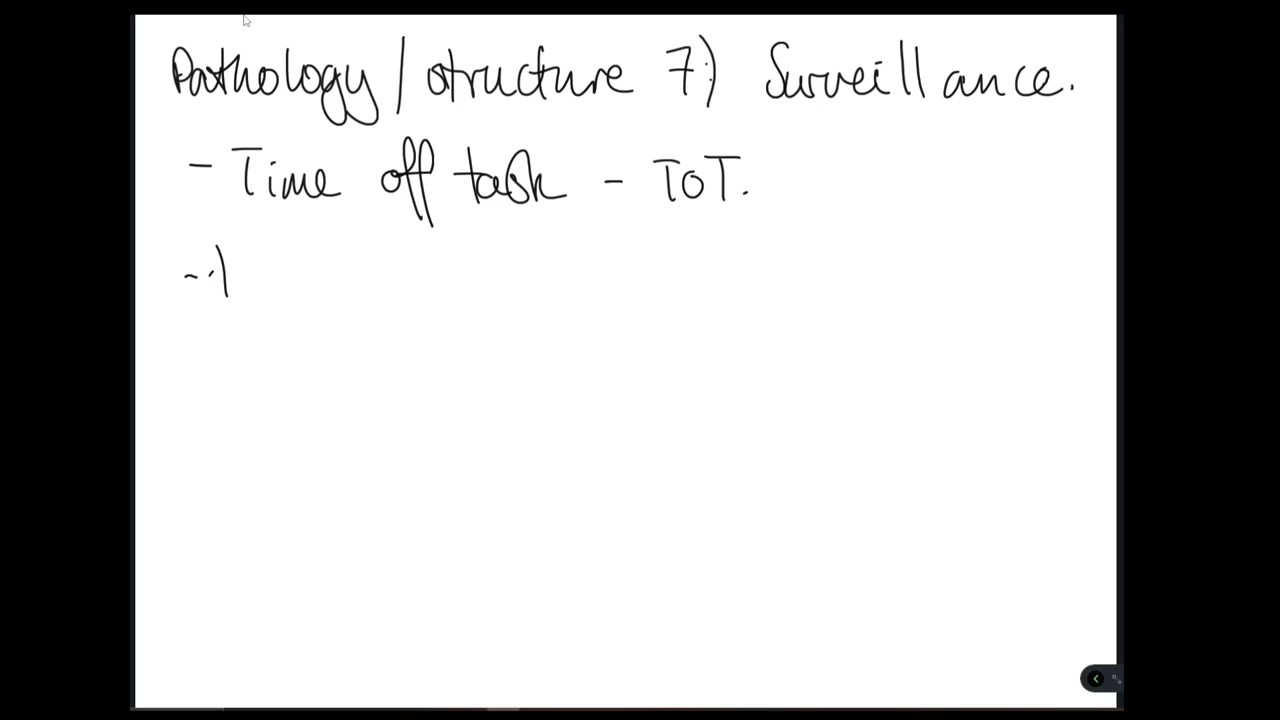 Pathology / structure 7) Surveillance.
- Time off task - ToT.
-